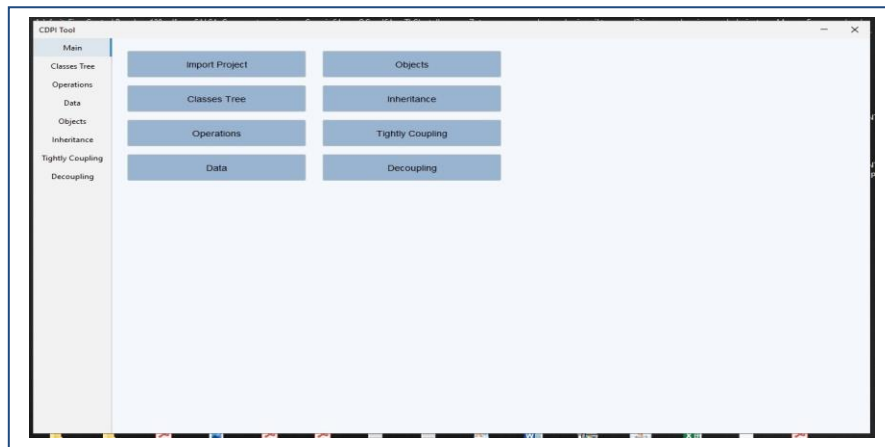 CDPI Tool
Main
Classes Tree
Operations
Data
Objects
Inheritance
Tightly Coupling
Decoupling
Import Project
Objects
Classes Tree
Inheritance
Operations
Tightly Coupling
Data
Decoupling